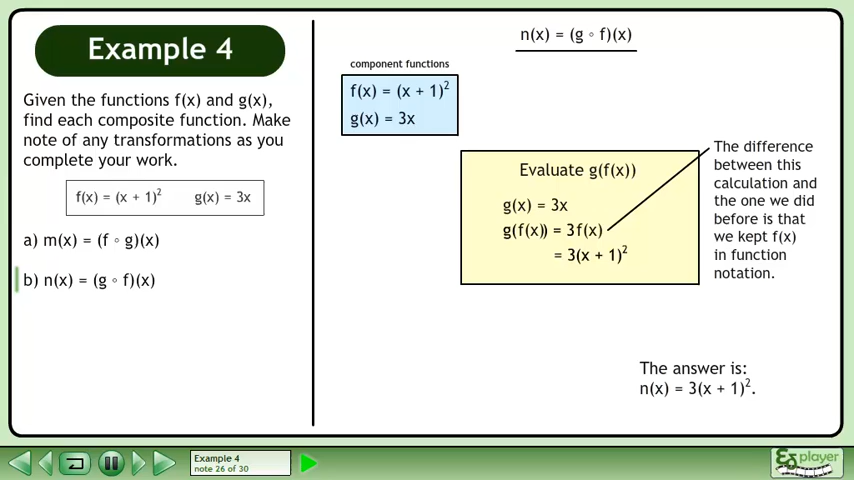 Example 4
Given the functions f(x) and g(x),
find each composite function. Make
note of any transformations as you
complete your work.
f(x) = (x + 1)² g(x) = 3x
a) m(x) = (f ∘ g)(x)
b) n(x) = (g ∘ f)(x)
n(x) = (g ∘ f)(x)
component functions
f(x) = (x + 1)²
g(x) = 3x
Evaluate g(f(x))
g(x) = 3x
g(f(x)) = 3f(x)
= 3(x + 1)²
The difference
between this
calculation and
the one we did
before is that
we kept f(x)
in function
notation.
The answer is:
n(x) = 3(x + 1)².
Example 4
note 26 of 30
player